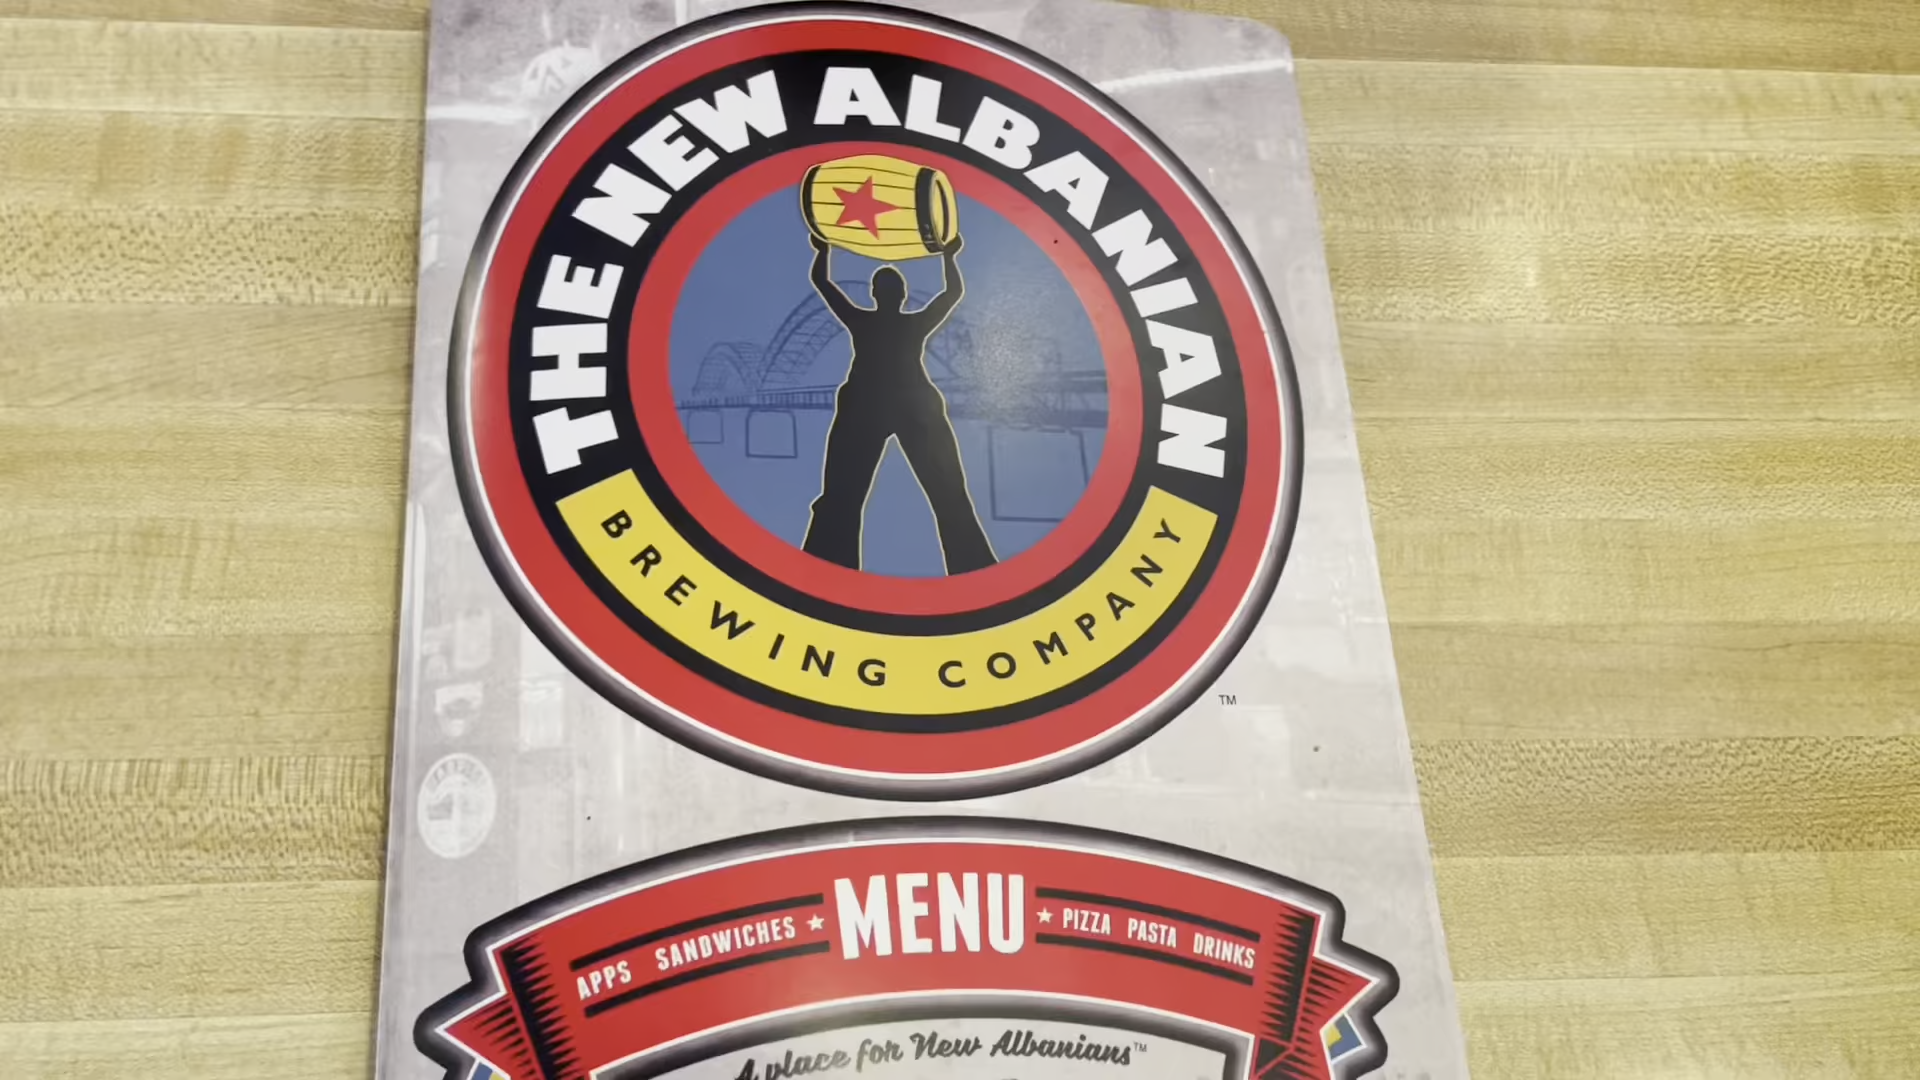 THE NEW ALBANIAN
BREWING COMPANY
TM
APPS SANDWICHES ★ MENU ★ PIZZA PASTA DRINKS
A place for New Albanians™